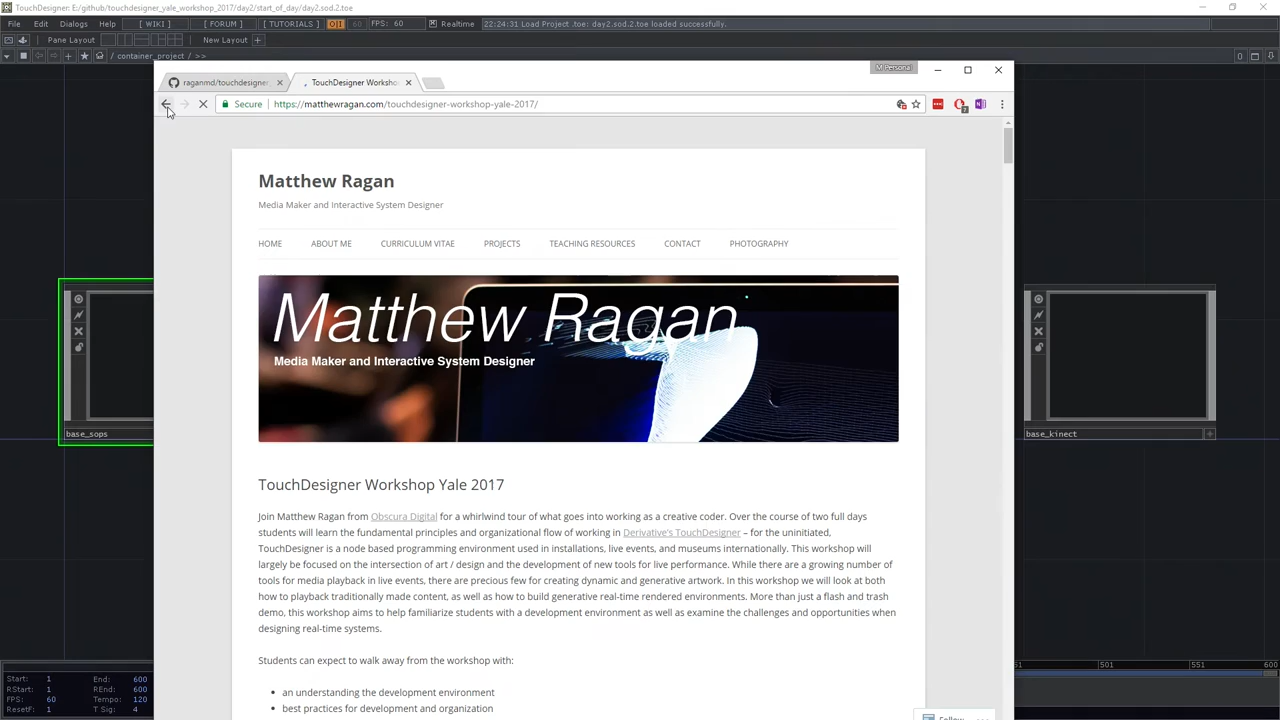 TouchDesigner: E:/github/touchdesigner_yale_workshop_2017/day2/start_of_day/day2.sod.2.toe
File Edit Dialogs Help [ WIKI ] [ FORUM ] [ TUTORIALS ] O|I 60 FPS: 60 Realtime 22:24:31 Load Project .toe: day2.sod.2.toe loaded successfully.
Pane Layout New Layout +
/ container_project / >> 0
M Personal
raganmd/touchdesigner_
TouchDesigner Worksho
Secure https://matthewragan.com/touchdesigner-workshop-yale-2017/
Matthew Ragan
Media Maker and Interactive System Designer
HOME ABOUT ME CURRICULUM VITAE PROJECTS TEACHING RESOURCES CONTACT PHOTOGRAPHY
Matthew Ragan
Media Maker and Interactive System Designer
base_sops
base_kinect
TouchDesigner Workshop Yale 2017
Join Matthew Ragan from Obscura Digital for a whirlwind tour of what goes into working as a creative coder. Over the course of two full days
students will learn the fundamental principles and organizational flow of working in Derivative's TouchDesigner – for the uninitiated,
TouchDesigner is a node based programming environment used in installations, live events, and museums internationally. This workshop will
largely be focused on the intersection of art / design and the development of new tools for live performance. While there are a growing number of
tools for media playback in live events, there are precious few for creating dynamic and generative artwork. In this workshop we will look at both
how to playback traditionally made content, as well as how to build generative real-time rendered environments. More than just a flash and trash
demo, this workshop aims to help familiarize students with a development environment as well as examine the challenges and opportunities when
designing real-time systems.
Students can expect to walk away from the workshop with:
• an understanding the development environment
• best practices for development and organization
Follow
Start: 1 End: 600
RStart: 1 REnd: 600
FPS: 60 Tempo: 120
ResetF: 1 T Sig: 4
51 501 551 600